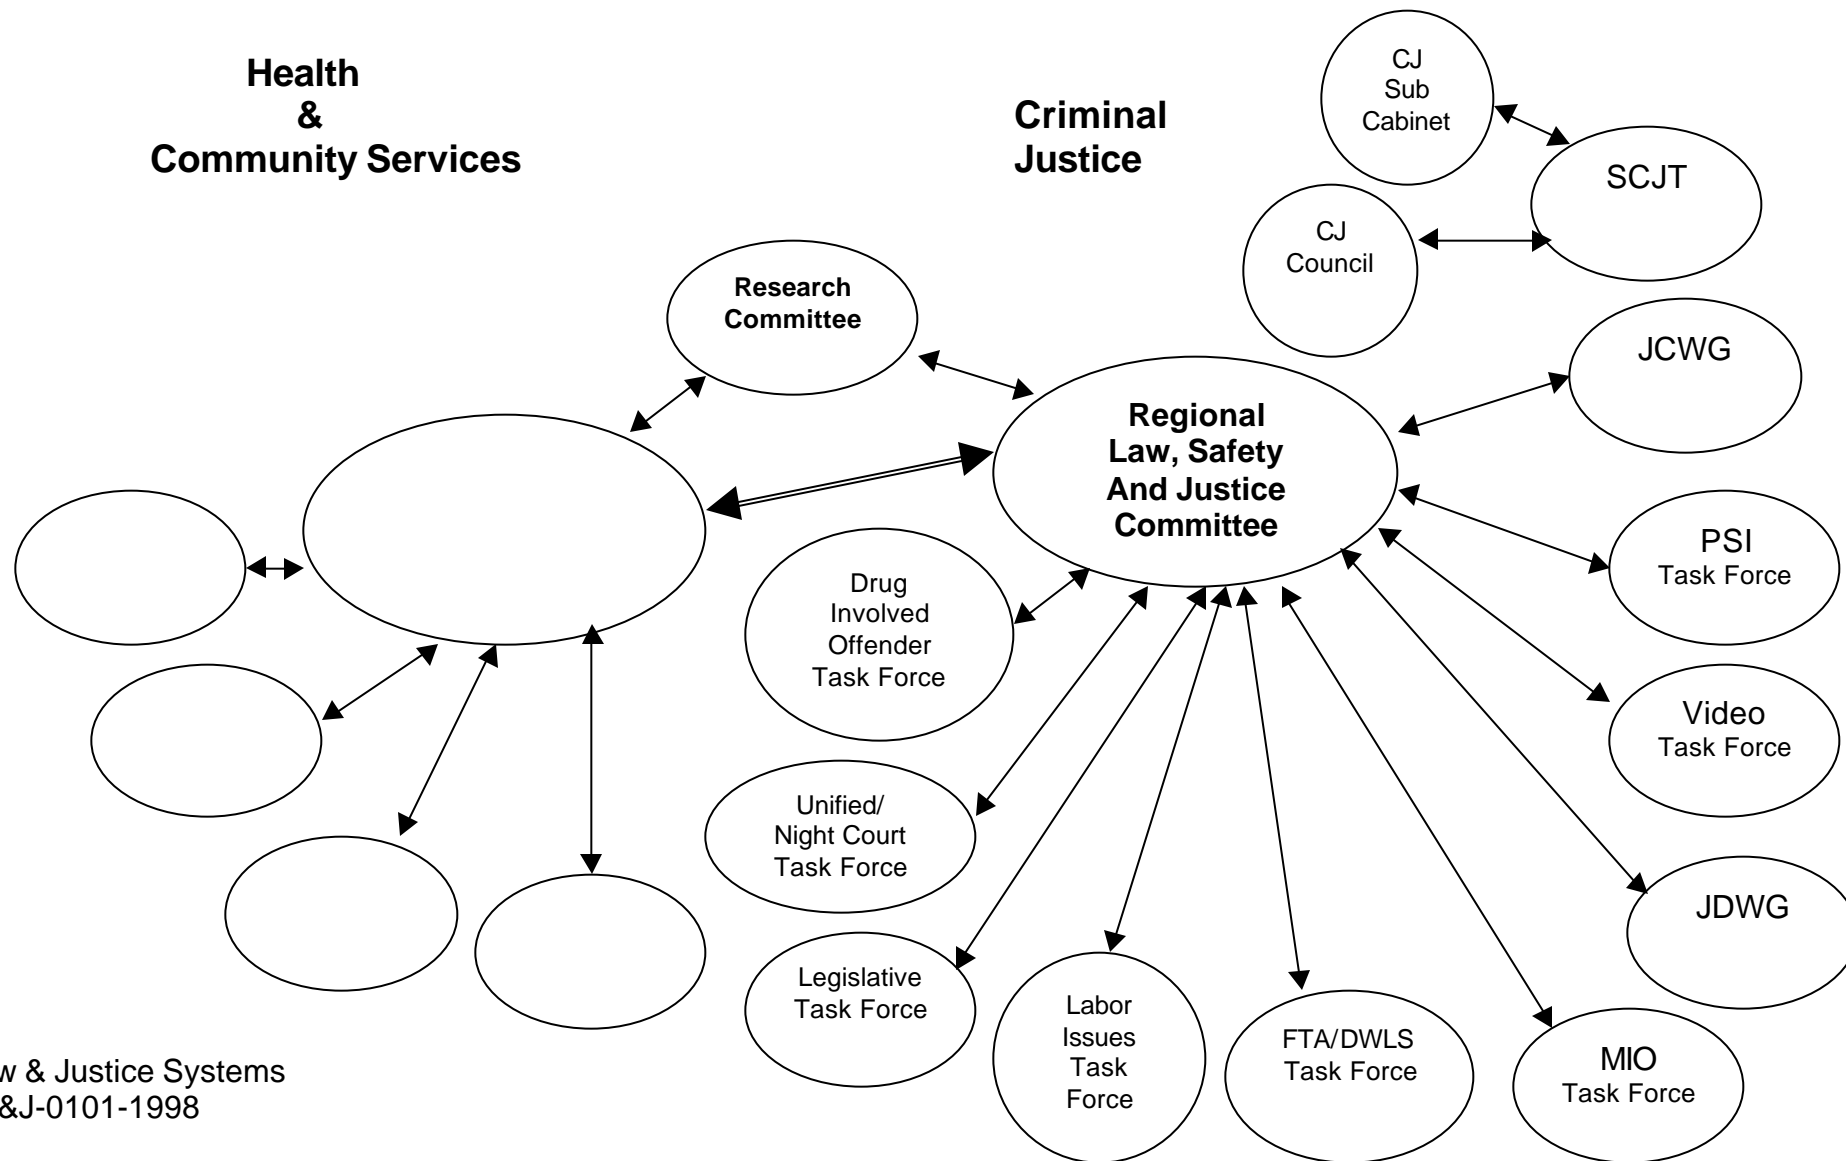 Health
&
Community Services
Criminal
Justice
CJ
Sub
Cabinet
SCJT
CJ
Council
Research
Committee
JCWG
Regional
Law, Safety
And Justice
Committee
PSI
Task Force
Drug
Involved
Offender
Task Force
Video
Task Force
Unified/
Night Court
Task Force
JDWG
Legislative
Task Force
Labor
Issues
Task
Force
FTA/DWLS
Task Force
MIO
Task Force
w & Justice Systems
&J-0101-1998